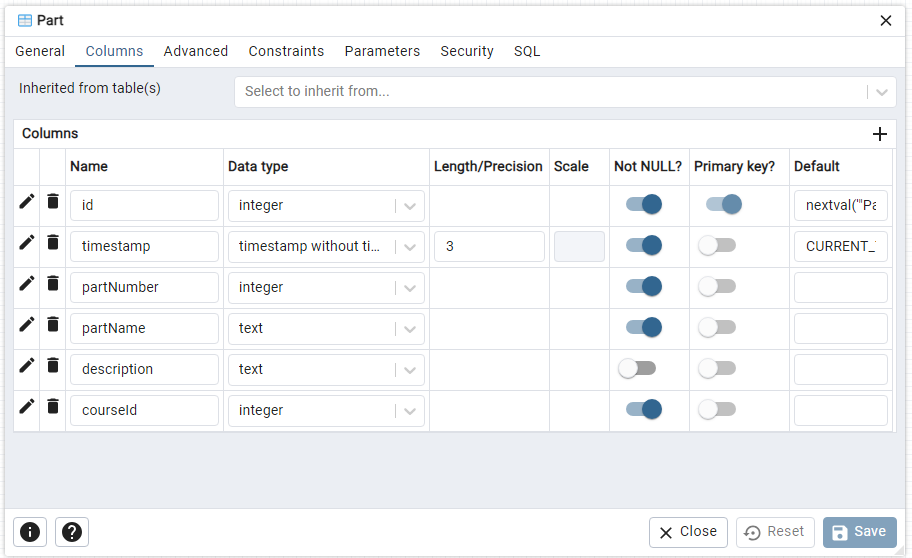 Part
General Columns Advanced Constraints Parameters Security SQL
Inherited from table(s) Select to inherit from...
Columns
Name Data type Length/Precision Scale Not NULL? Primary key? Default
id integer nextval('"Pa
timestamp timestamp without ti... 3 CURRENT_
partNumber integer
partName text
description text
courseId integer
Close Reset Save